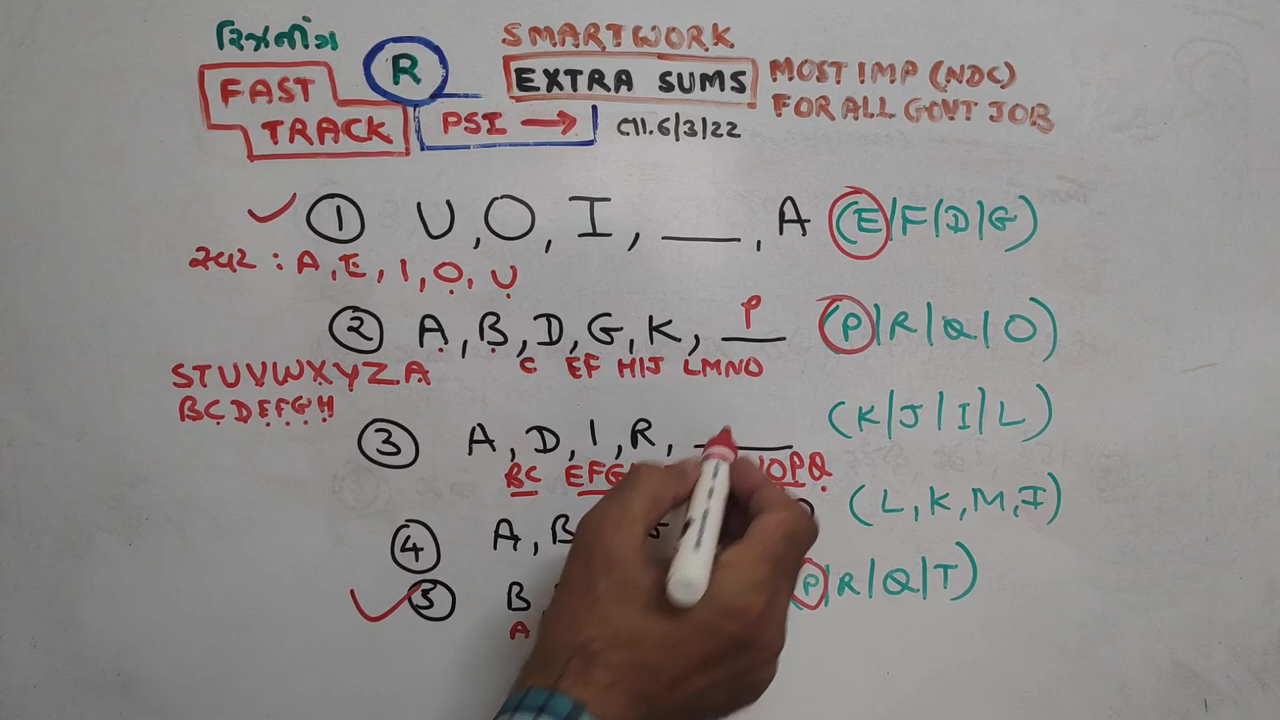 રિઝનીંગ
R
SMARTWORK
FAST
TRACK
EXTRA SUMS
MOST IMP (NDC)
FOR ALL GOVT JOB
PSI →
તા.6/3/22
① U, O, I, ___, A (E/F/D/G)
સ્વર : A, E, I, O, U
② A, B, D, G, K, P (P/R/Q/O)
C EF HIJ LMNO
STUVWXYZA
BCDEFGH
③ A, D, I, R, ___ (K/J/I/L)
BC EFG OPQ
④ A, B (L, K, M, I)
⑤ B P/R/Q/T)
A